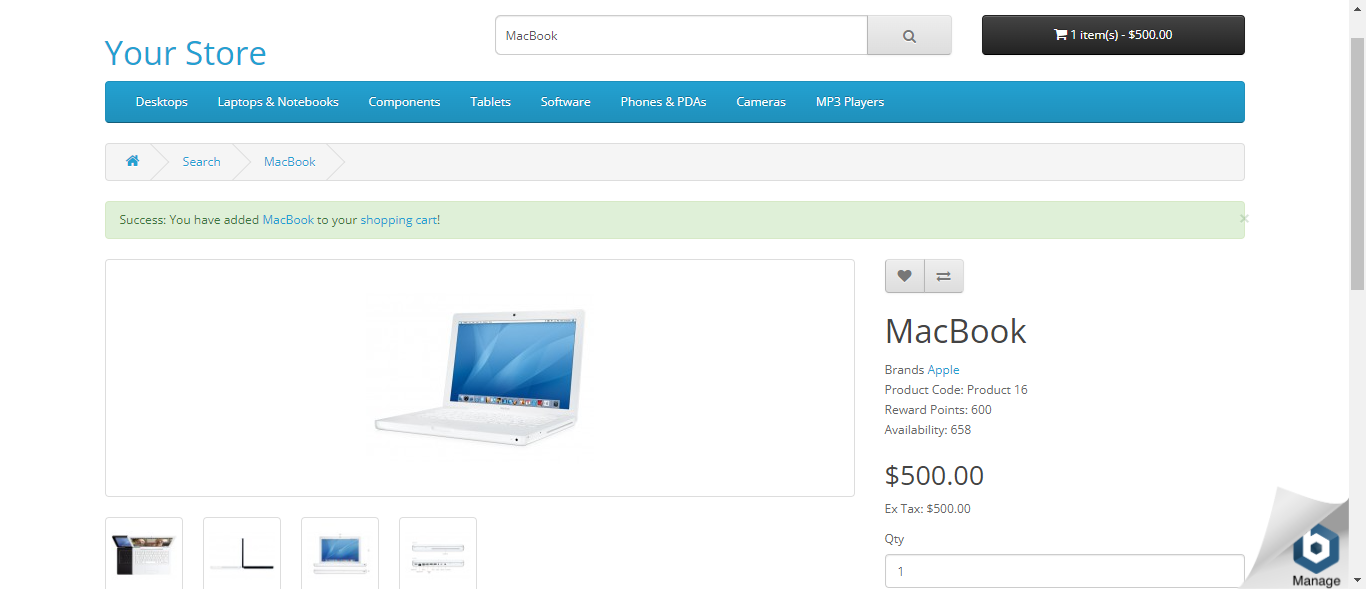 Your Store
MacBook
1 item(s) - $500.00
Desktops
Laptops & Notebooks
Components
Tablets
Software
Phones & PDAs
Cameras
MP3 Players
Search
MacBook
Success: You have added MacBook to your shopping cart!
×
MacBook
Brands Apple
Product Code: Product 16
Reward Points: 600
Availability: 658
$500.00
Ex Tax: $500.00
Qty
1
b
Manage